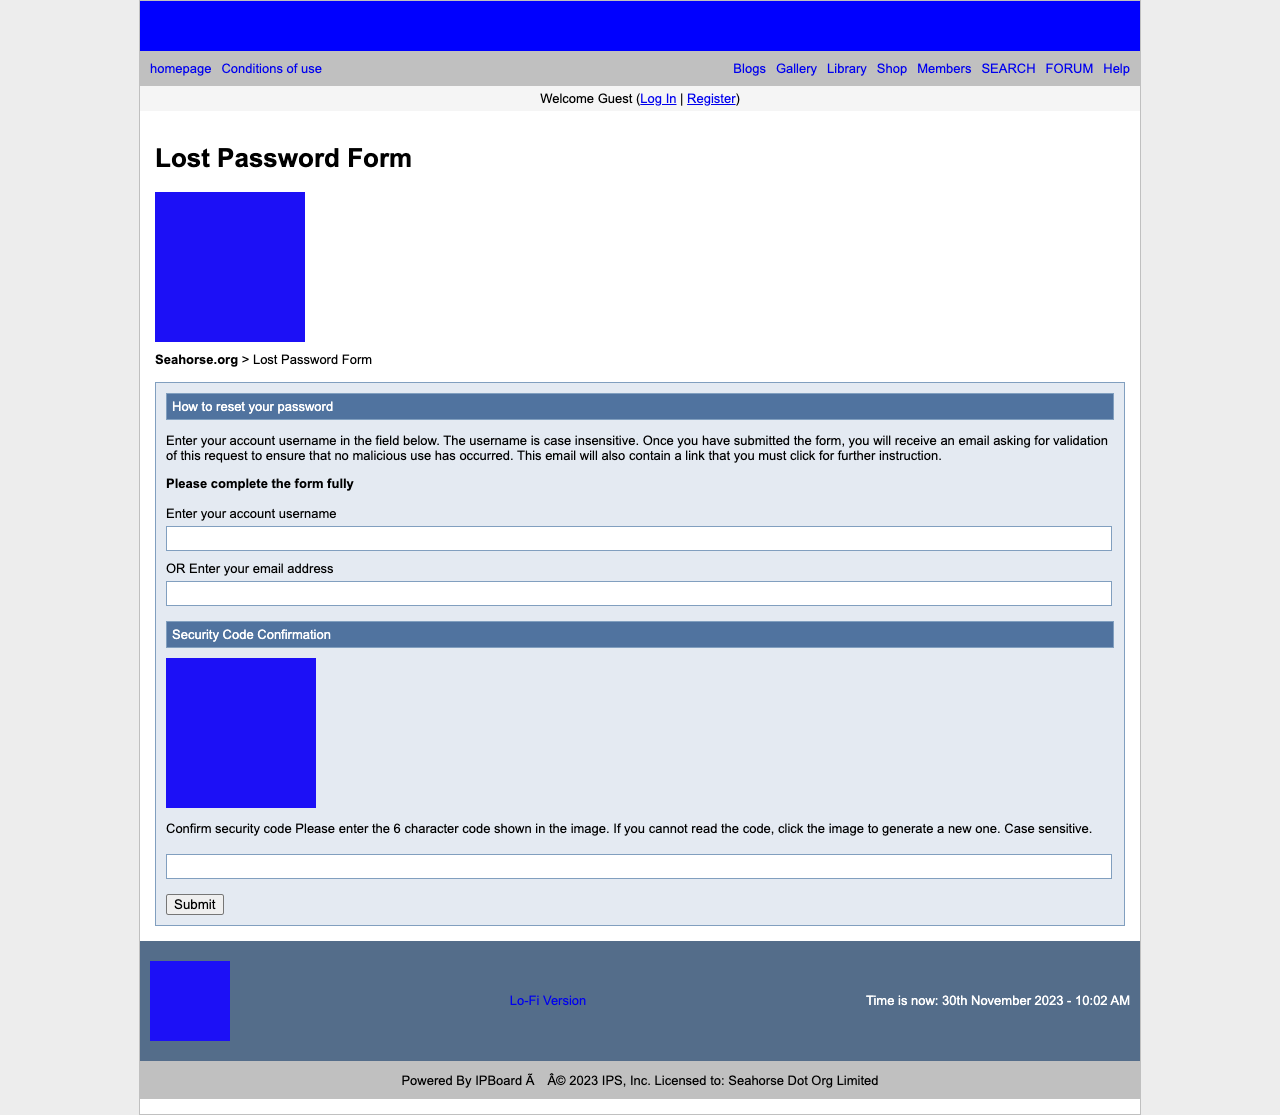 homepage Conditions of use Blogs Gallery Library Shop Members SEARCH FORUM Help
Welcome Guest (Log In | Register)
Lost Password Form
Seahorse.org > Lost Password Form
How to reset your password
Enter your account username in the field below. The username is case insensitive. Once you have submitted the form, you will receive an email asking for validation
of this request to ensure that no malicious use has occurred. This email will also contain a link that you must click for further instruction.
Please complete the form fully
Enter your account username
OR Enter your email address
Security Code Confirmation
Confirm security code Please enter the 6 character code shown in the image. If you cannot read the code, click the image to generate a new one. Case sensitive.
Submit
Lo-Fi Version Time is now: 30th November 2023 - 10:02 AM
Powered By IPBoard Ã Â© 2023 IPS, Inc. Licensed to: Seahorse Dot Org Limited